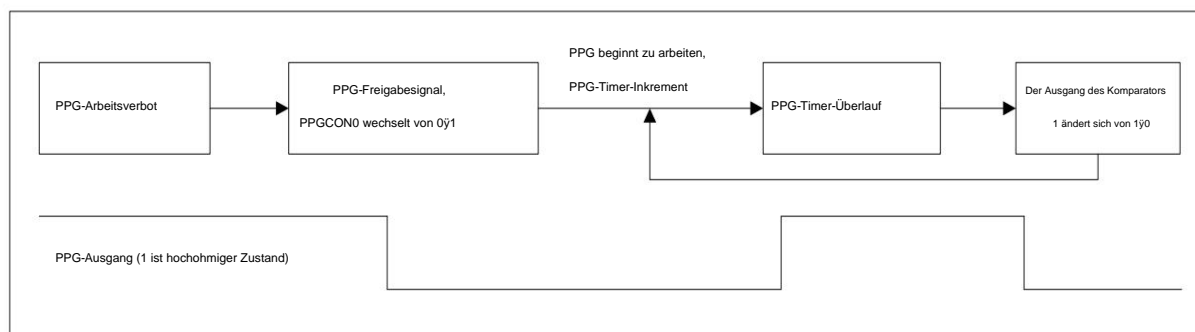 PPG beginnt zu arbeiten,
PPG-Timer-Inkrement
PPG-Arbeitsverbot
PPG-Freigabesignal,
PPGCON0 wechselt von 0ÿ1
PPG-Timer-Überlauf
Der Ausgang des Komparators
1 ändert sich von 1ÿ0
PPG-Ausgang (1 ist hochohmiger Zustand)